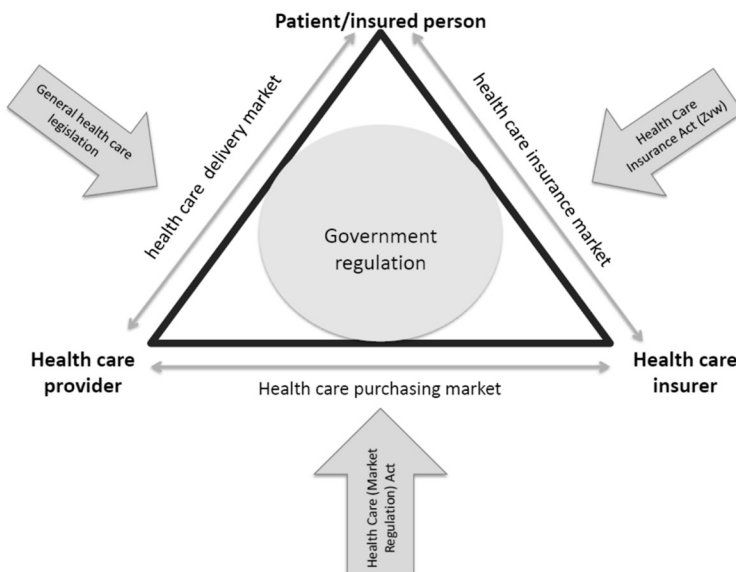 Patient/insured person
General health care
legislation
health care  delivery market
health care insurance market
Health Care
Insurance Act (Zvw)
Government
regulation
Health care
provider
Health care
insurer
Health care purchasing market
Health Care (Market
Regulation) Act